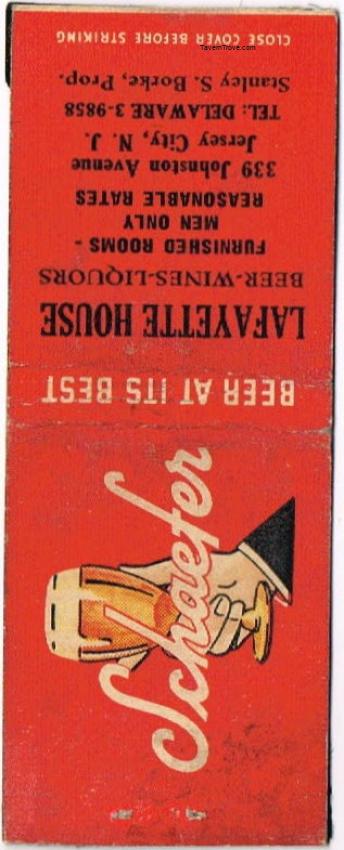 Schaefer
BEER AT ITS BEST
LAFAYETTE HOUSE
BEER-WINES-LIQUORS
FURNISHED ROOMS -
MEN ONLY
REASONABLE RATES
339 Johnston Avenue
Jersey City, N. J.
TEL: DELAWARE 3-9858
Stanley S. Borke, Prop.
CLOSE COVER BEFORE STRIKING
TavernTrove.com